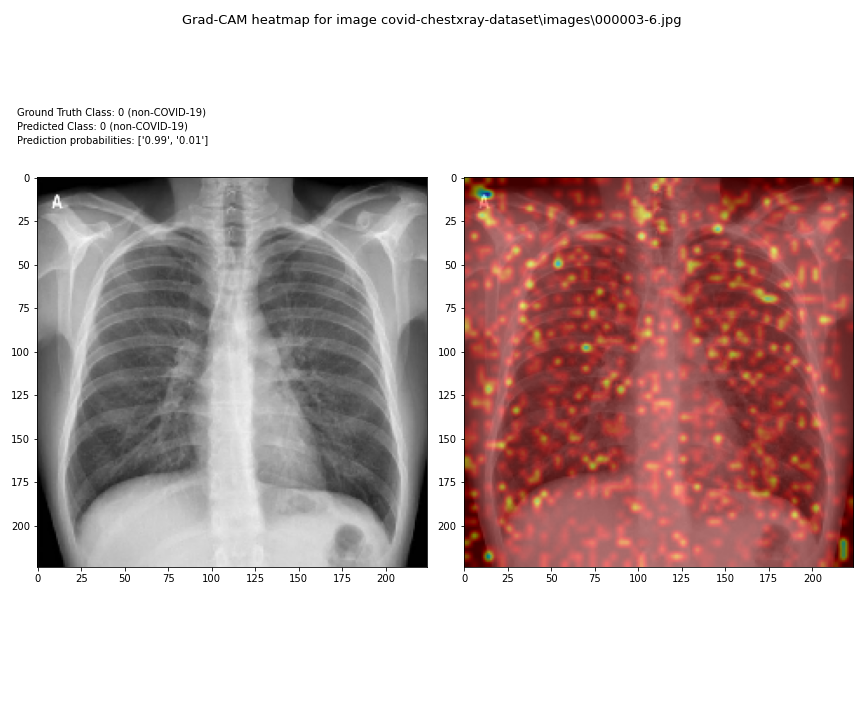 Grad-CAM heatmap for image covid-chestxray-dataset\images\000003-6.jpg
Ground Truth Class: 0 (non-COVID-19)
Predicted Class: 0 (non-COVID-19)
Prediction probabilities: ['0.99', '0.01']
A
0
25
50
75
100
125
150
175
200
0 25 50 75 100 125 150 175 200
A
0
25
50
75
100
125
150
175
200
0 25 50 75 100 125 150 175 200